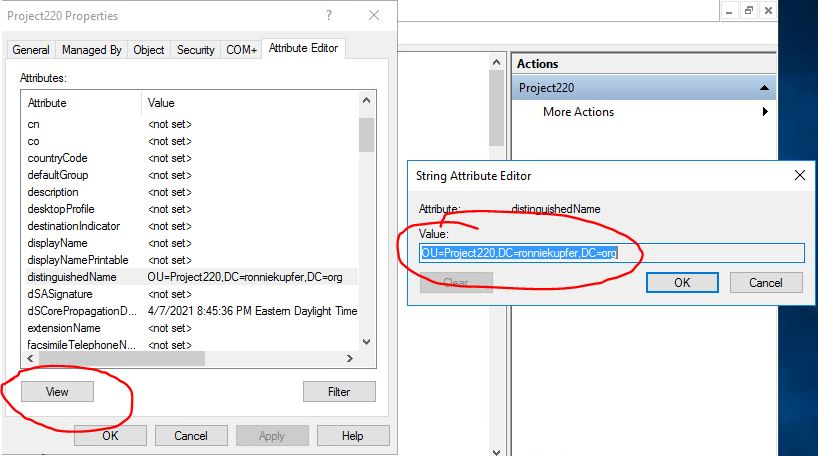 Project220 Properties
General Managed By Object Security COM+ Attribute Editor
Attributes:
Attribute Value
cn <not set>
co <not set>
countryCode <not set>
defaultGroup <not set>
description <not set>
desktopProfile <not set>
destinationIndicator <not set>
displayName <not set>
displayNamePrintable <not set>
distinguishedName OU=Project220,DC=ronniekupfer,DC=org
dSASignature <not set>
dSCorePropagationD... 4/7/2021 8:45:36 PM Eastern Daylight Time
extensionName <not set>
facsimileTelephoneN... <not set>
View Filter
OK Cancel Apply Help
Actions
Project220
More Actions
String Attribute Editor
Attribute: distinguishedName
Value:
OU=Project220,DC=ronniekupfer,DC=org
Clear OK Cancel